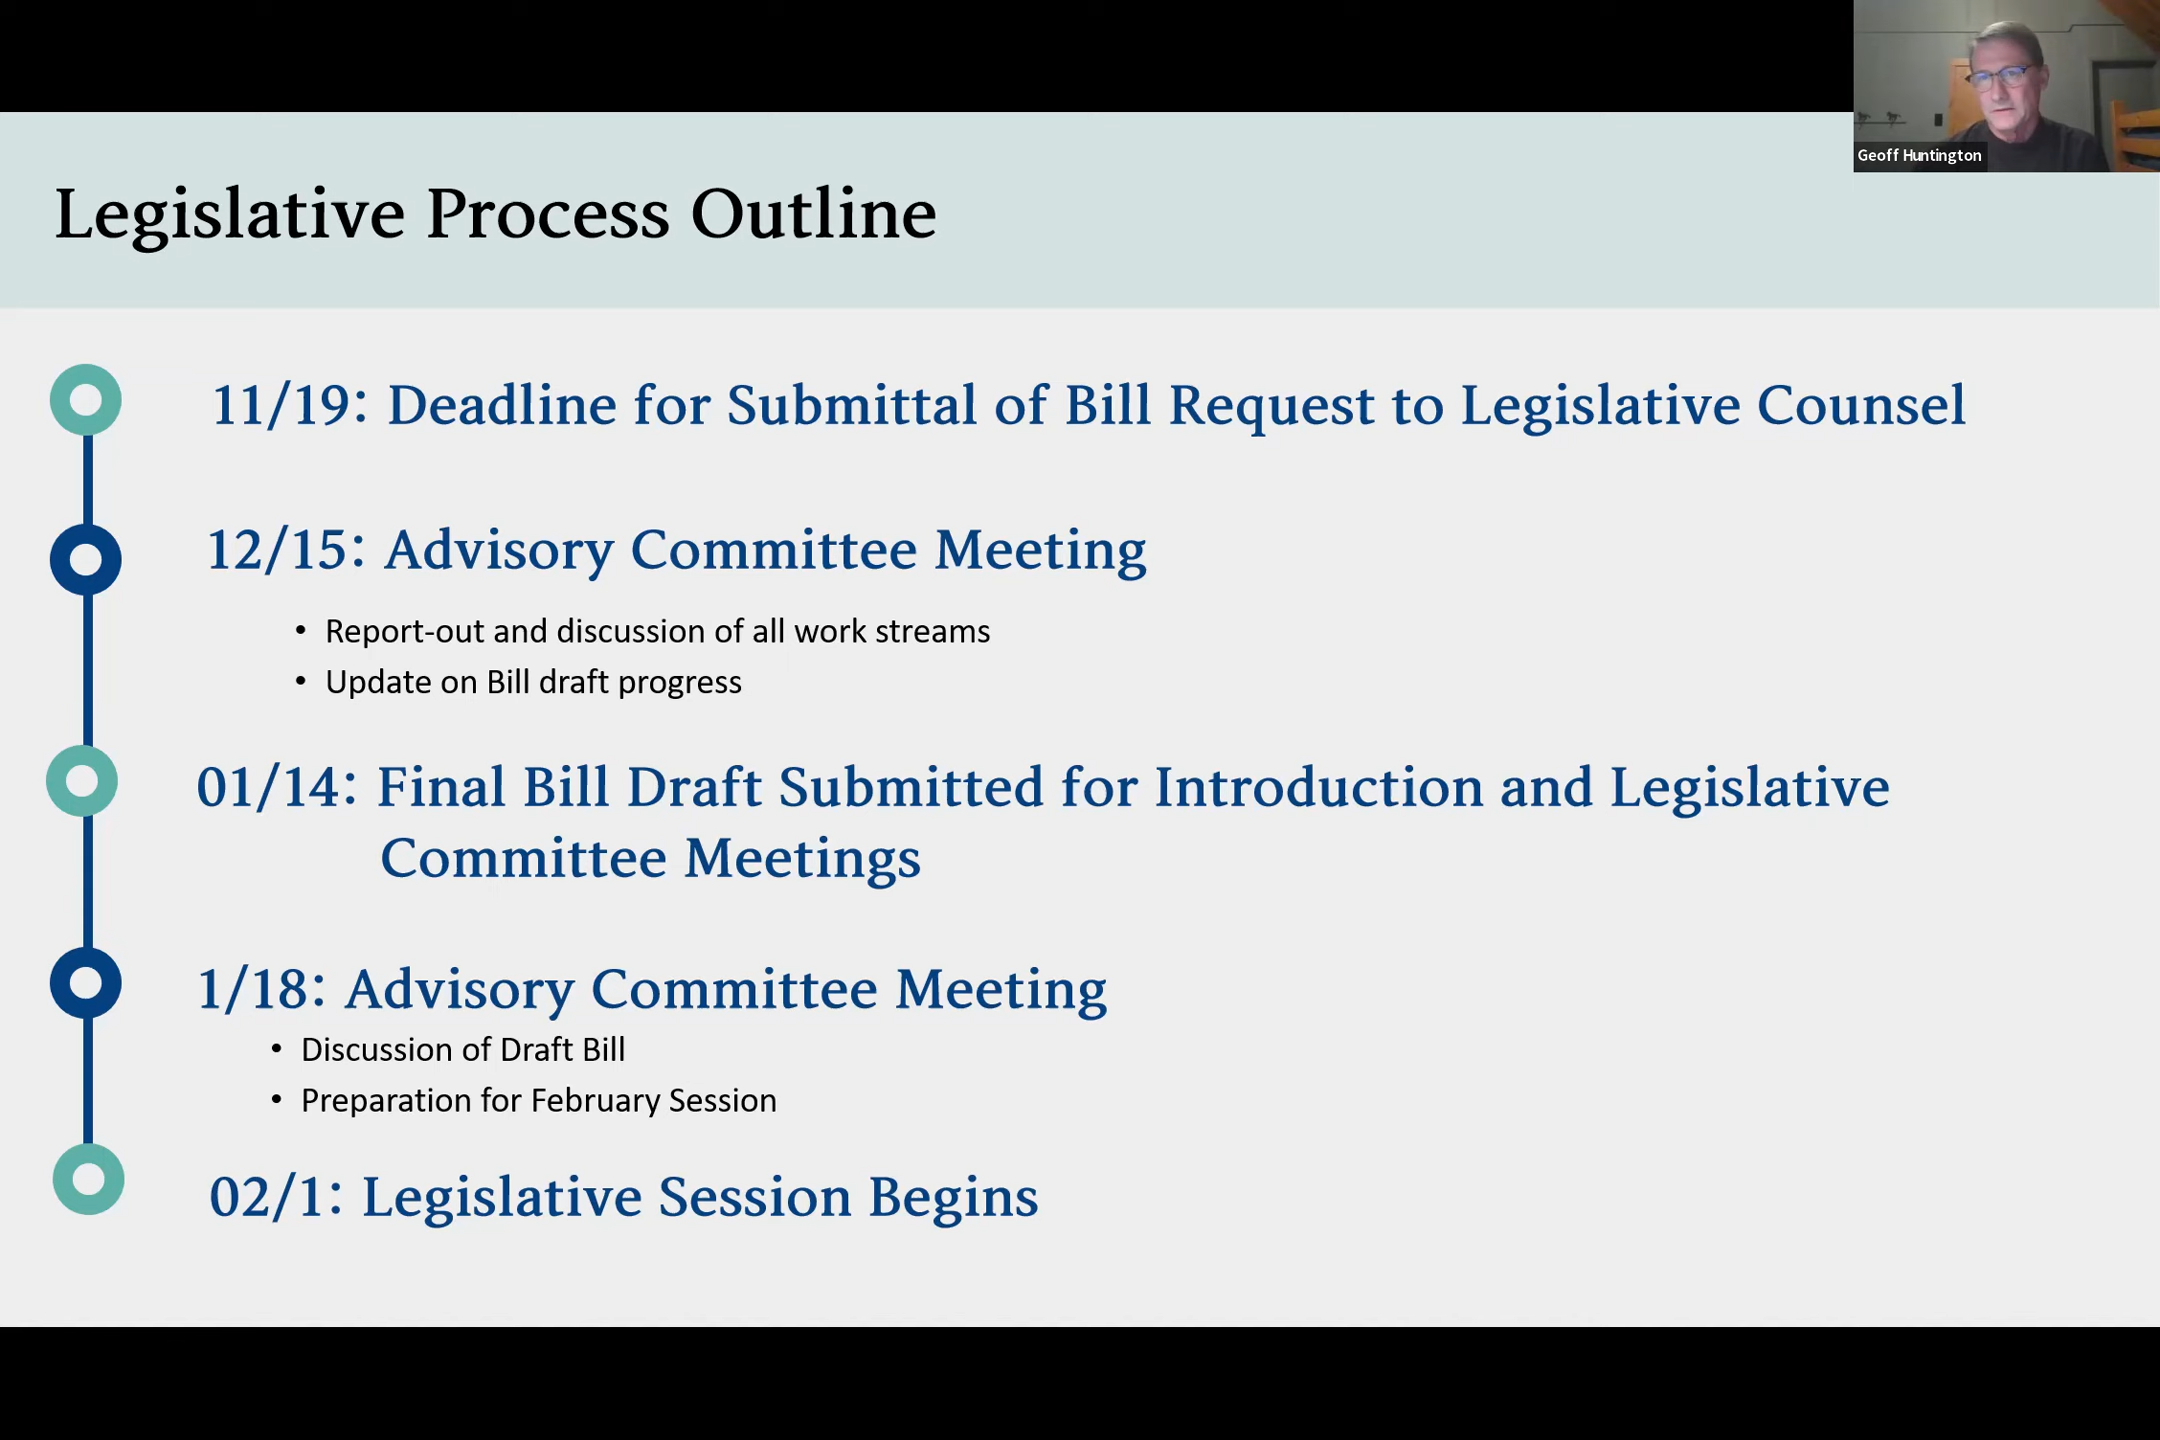 Geoff Huntington
Legislative Process Outline
11/19: Deadline for Submittal of Bill Request to Legislative Counsel
12/15: Advisory Committee Meeting
• Report-out and discussion of all work streams
• Update on Bill draft progress
01/14: Final Bill Draft Submitted for Introduction and Legislative
Committee Meetings
1/18: Advisory Committee Meeting
• Discussion of Draft Bill
• Preparation for February Session
02/1: Legislative Session Begins